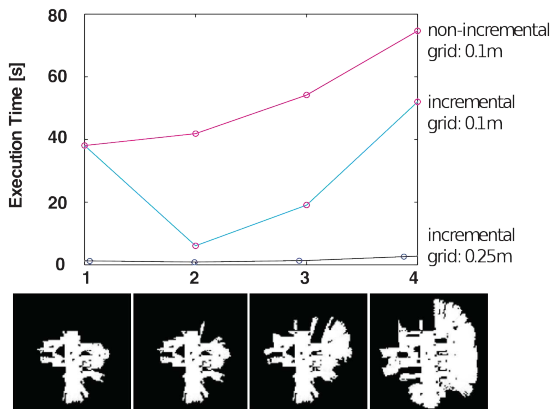 80
60
40
20
0
Execution Time [s]
1 2 3 4
non-incremental
grid: 0.1m
incremental
grid: 0.1m
incremental
grid: 0.25m